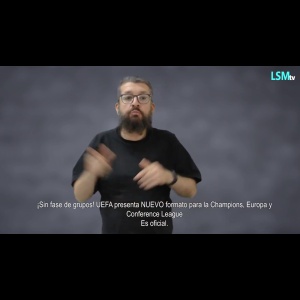 LSMtv
¡Sin fase de grupos! UEFA presenta NUEVO formato para la Champions, Europa y
Conference League
Es oficial.